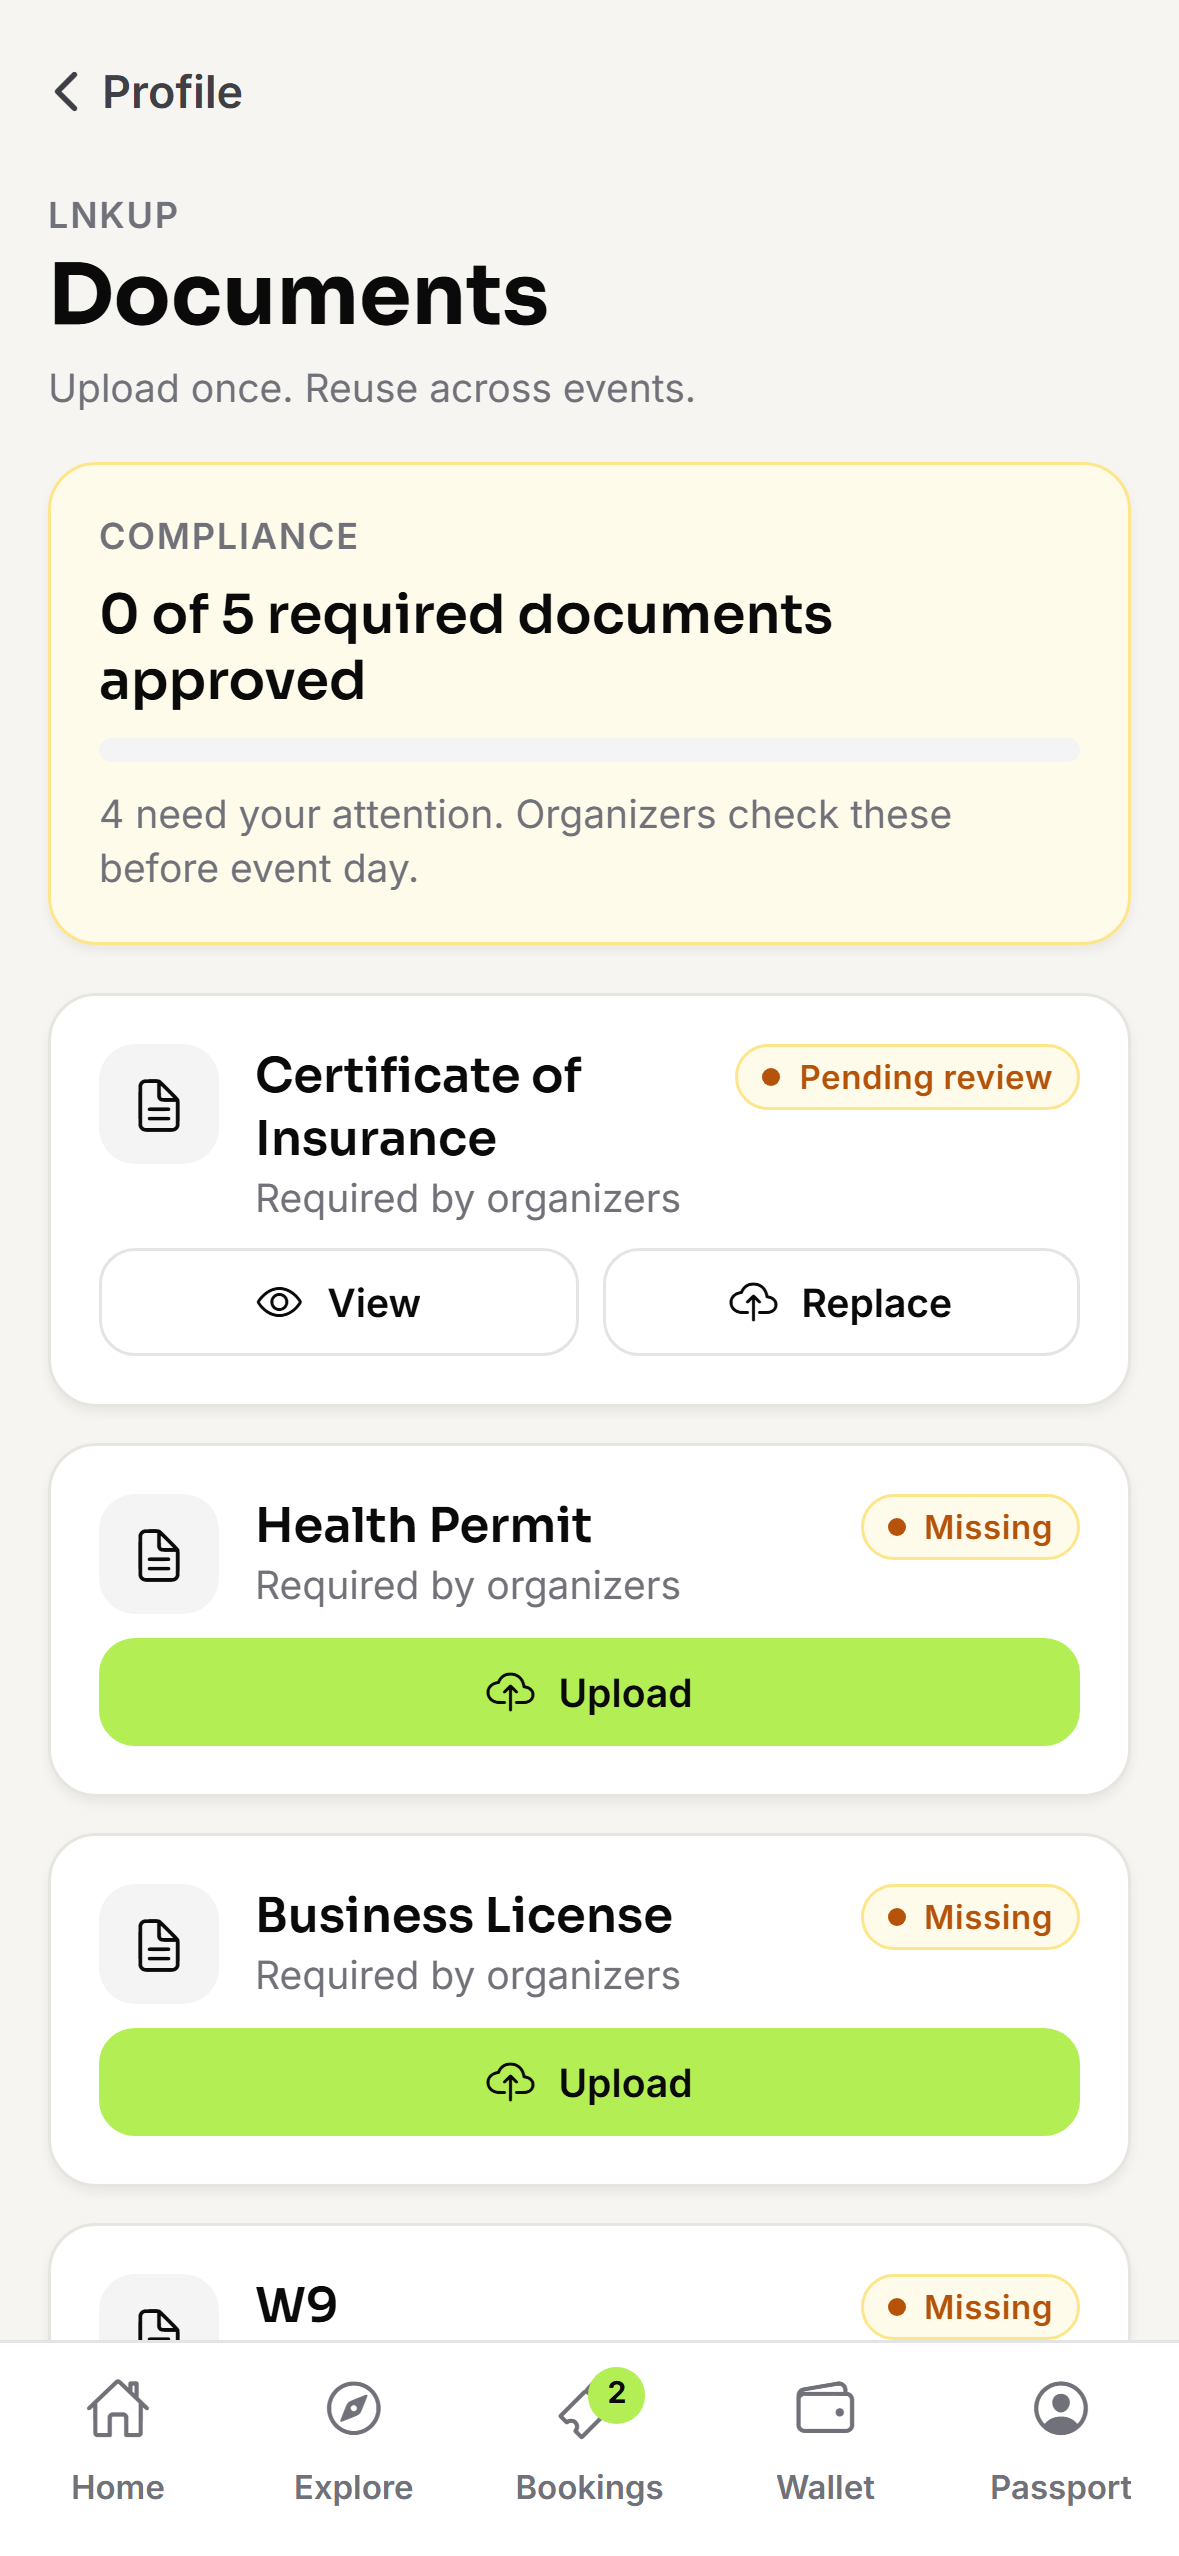 Profile
LNKUP
Documents
Upload once. Reuse across events.
COMPLIANCE
0 of 5 required documents
approved
4 need your attention. Organizers check these
before event day.
Certificate of
Insurance
Pending review
Required by organizers
View
Replace
Health Permit
Missing
Required by organizers
Upload
Business License
Missing
Required by organizers
Upload
W9
Missing
2
Home
Explore
Bookings
Wallet
Passport